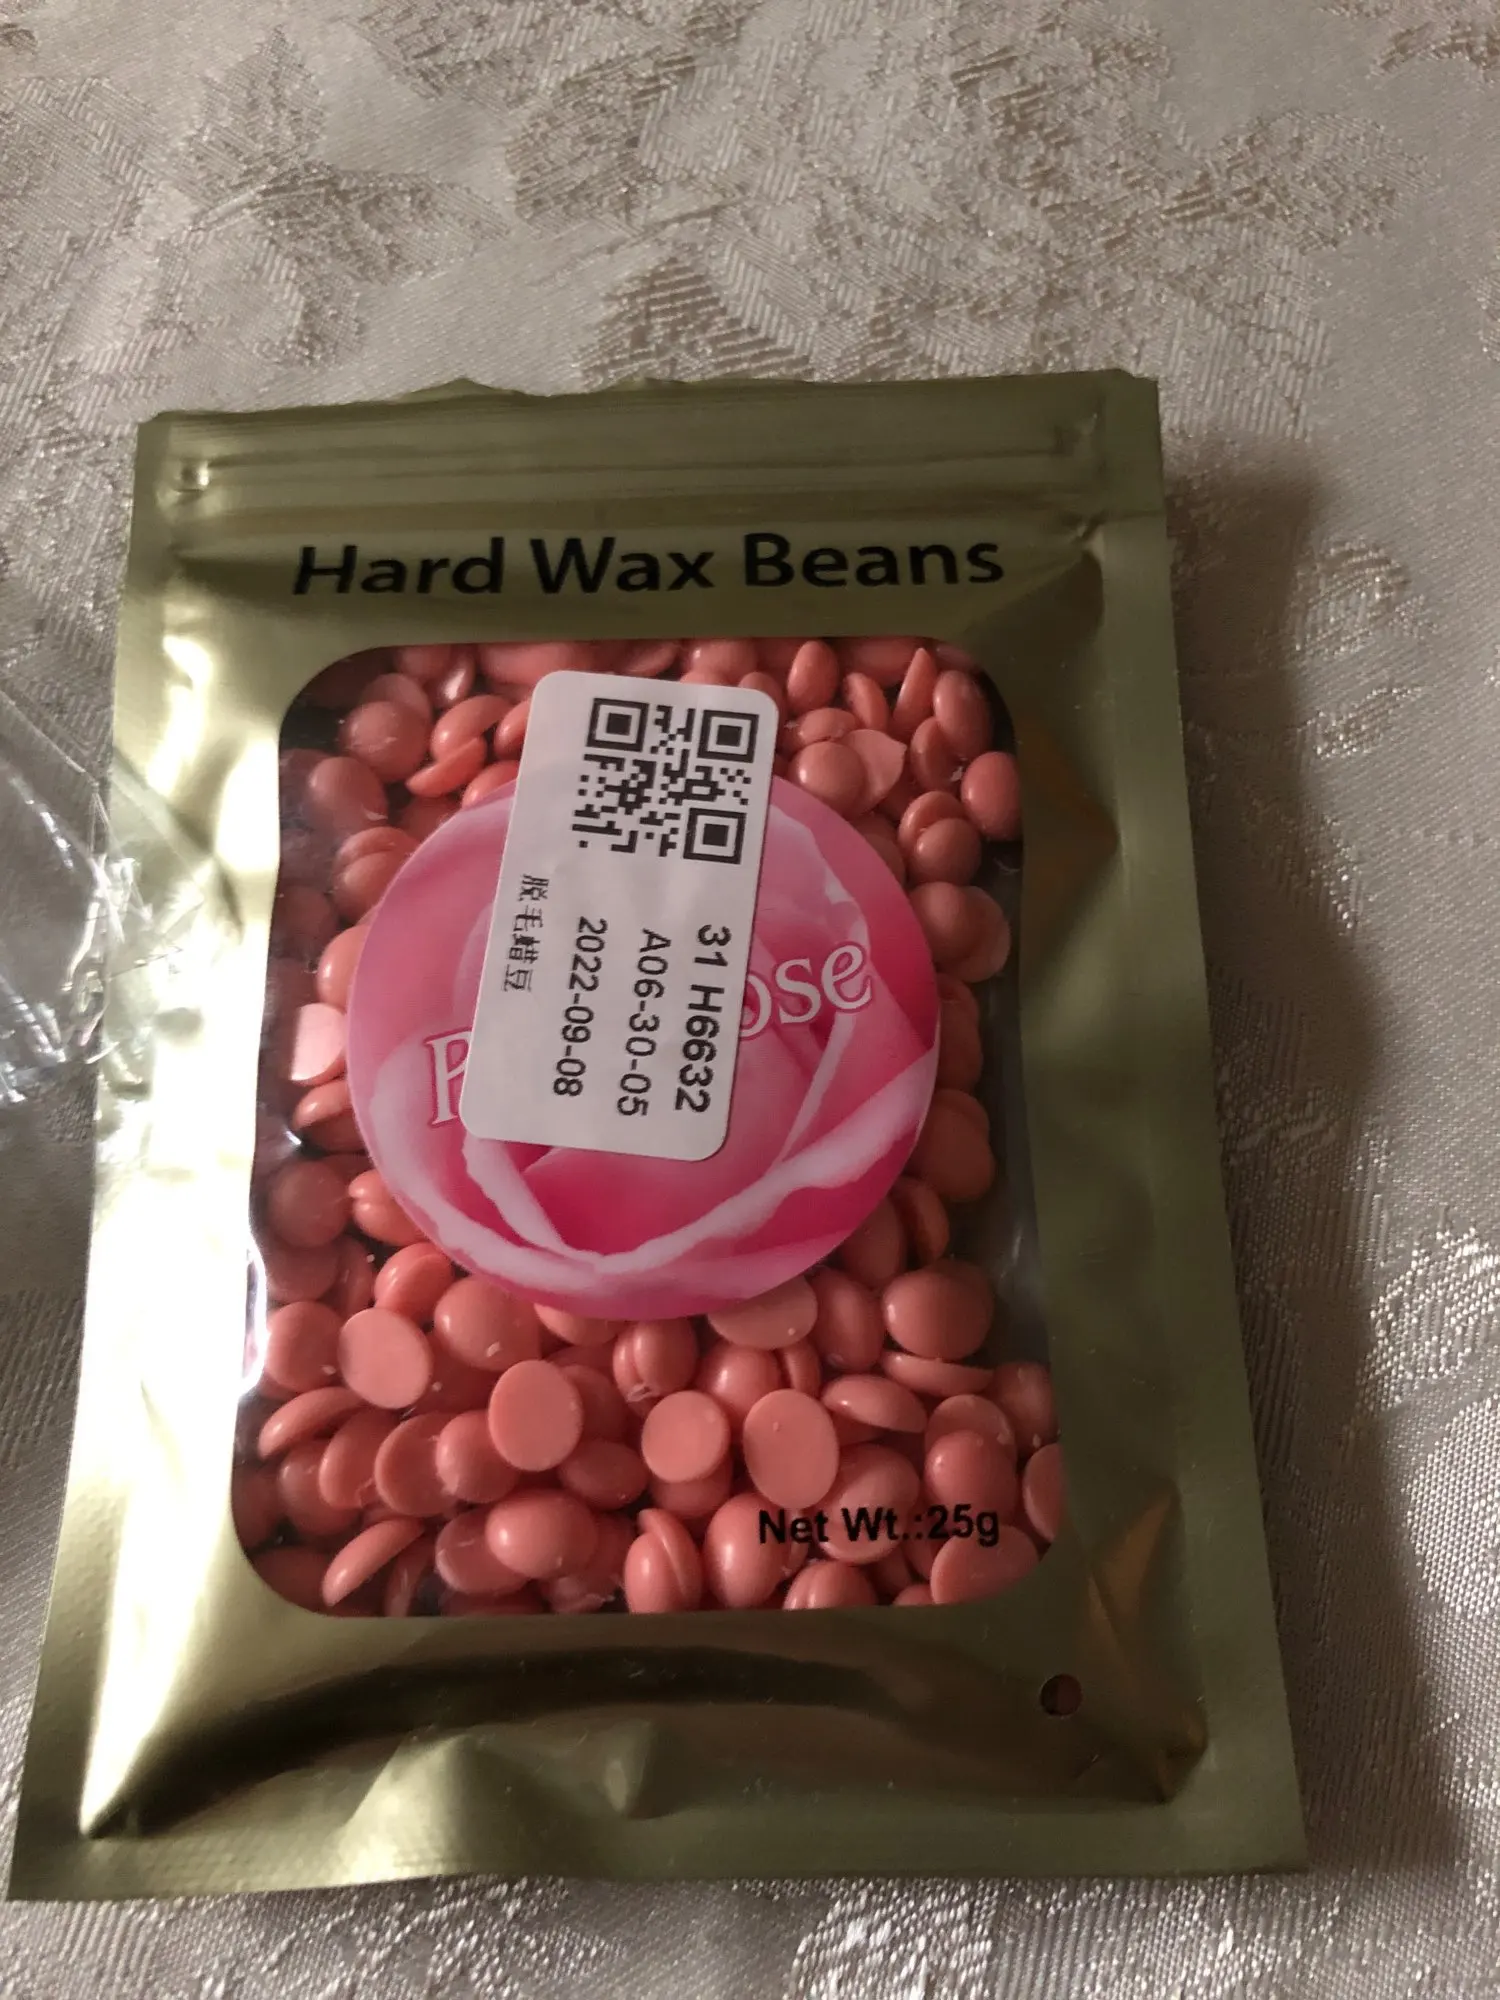 Hard Wax Beans
31 H6632
A06-30-05
2022-09-08
脱毛蜡豆
Net Wt.:25g